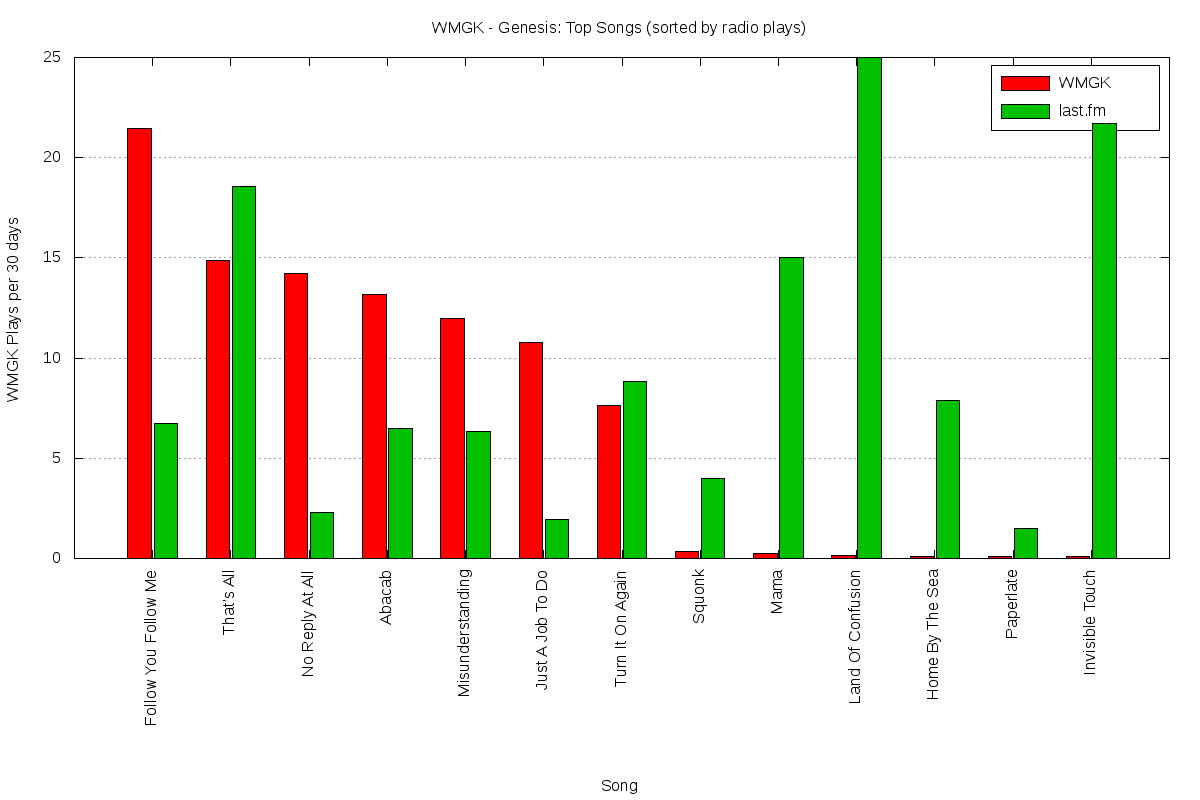 WMGK - Genesis: Top Songs (sorted by radio plays)
WMGK
last.fm
WMGK Plays per 30 days
25
20
15
10
5
0
Follow You Follow Me
That's All
No Reply At All
Abacab
Misunderstanding
Just A Job To Do
Turn It On Again
Squonk
Mama
Land Of Confusion
Home By The Sea
Paperlate
Invisible Touch
Song